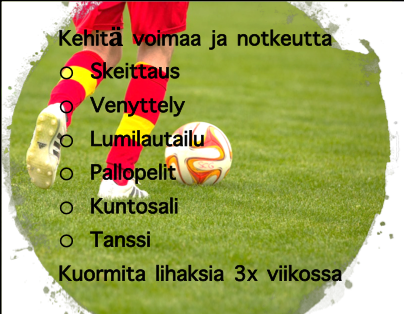 Kehitä voimaa ja notkeutta
○ Skeittaus
○ Venyttely
○ Lumilautailu
○ Pallopelit
○ Kuntosali
○ Tanssi
Kuormita lihaksia 3x viikossa